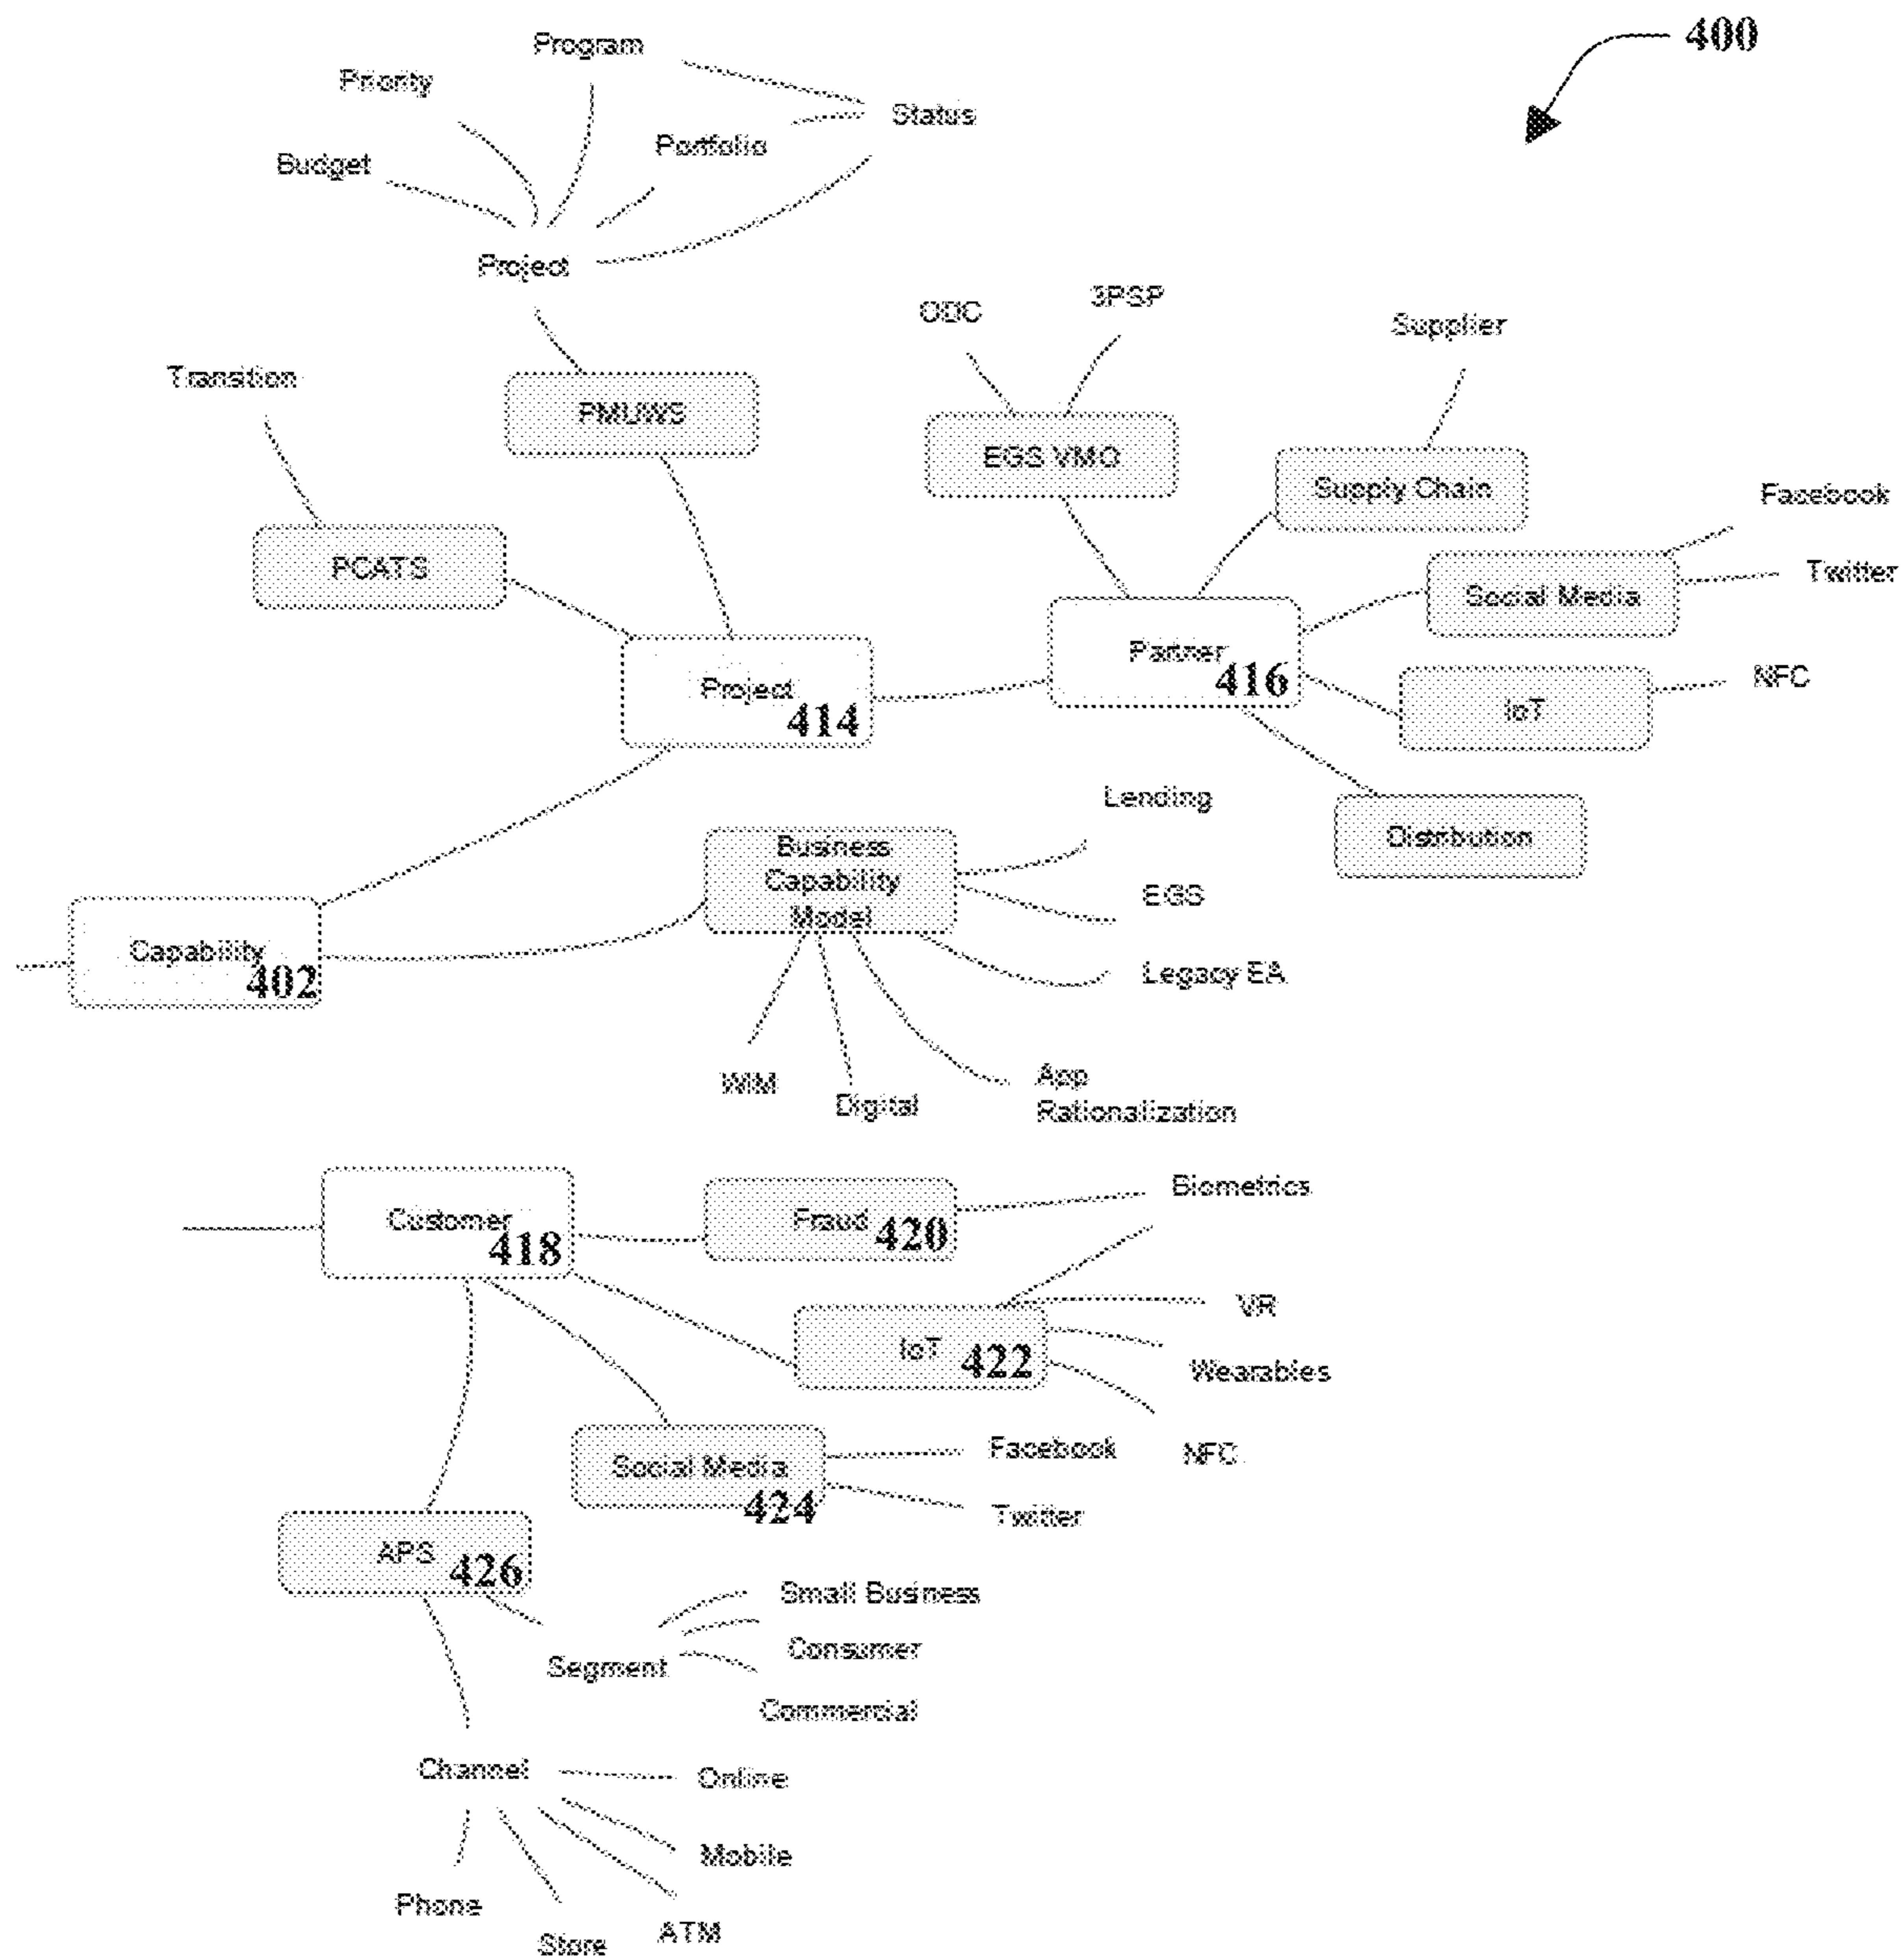 400
Program
Priority
Status
Portfolio
Budget
Project
ODC
3PSP
Supplier
Transition
PMUWS
EGS VMO
Supply Chain
Facebook
PCATS
Twitter
Social Media
Partner
416
NFC
Project
414
IoT
Lending
Distribution
Business
Capability
Model
EGS
Capability
402
Legacy EA
WIM
Digital
App
Rationalization
Biometrics
Customer
418
Fraud
420
VR
IoT
422
Wearables
Facebook
NFC
Social Media
424
Twitter
APS
426
Small Business
Consumer
Segment
Commercial
Channel
Online
Mobile
Phone
Store
ATM